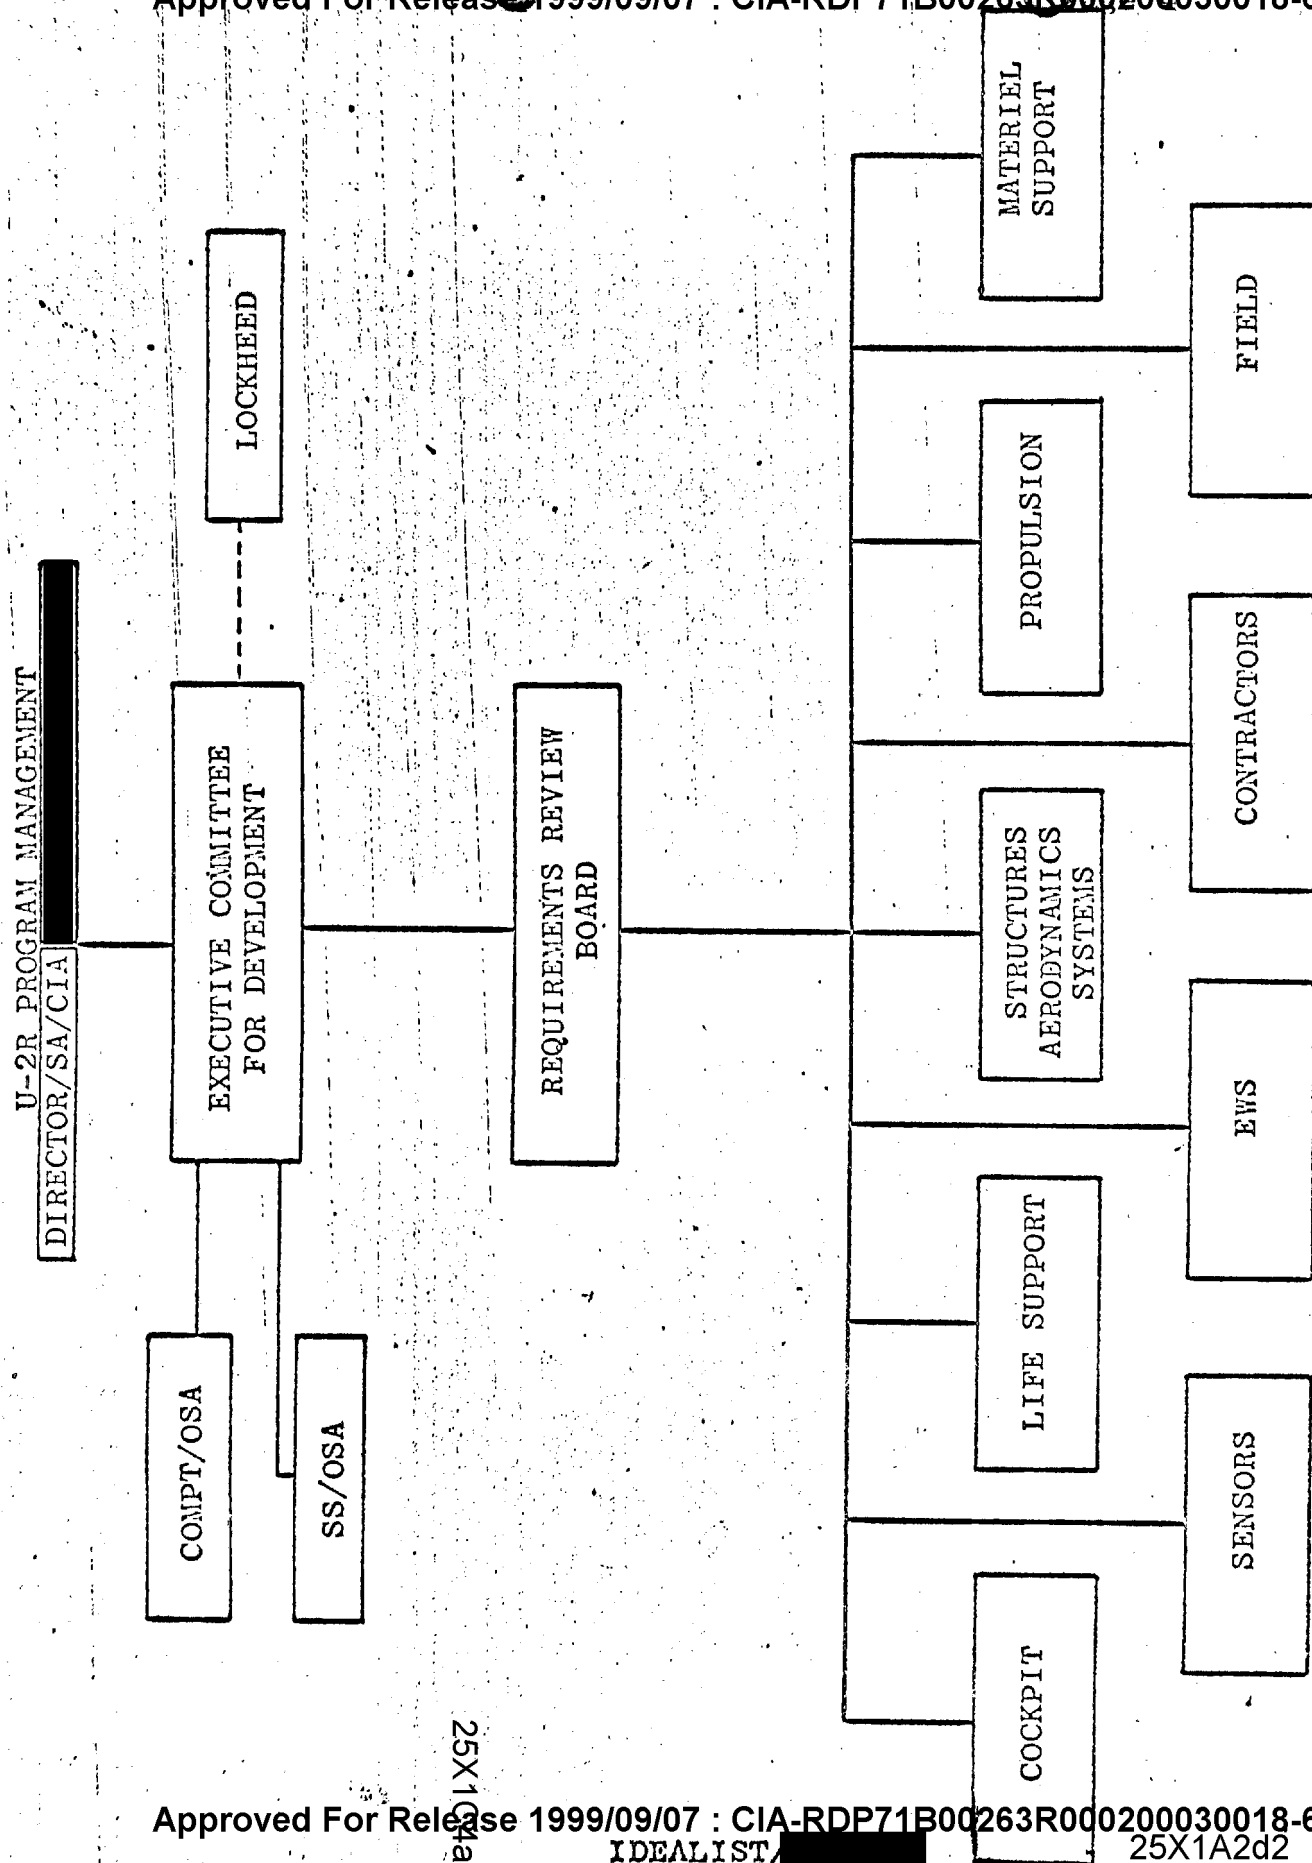 Approved For Release 1999/09/07 : CIA-RDP71B00263R000200030018-6
U-2R PROGRAM MANAGEMENT
DIRECTOR/SA/CIA
COMPT/OSA
SS/OSA
EXECUTIVE COMMITTEE
FOR DEVELOPMENT
LOCKHEED
REQUIREMENTS REVIEW
BOARD
COCKPIT
LIFE SUPPORT
STRUCTURES
AERODYNAMICS
SYSTEMS
PROPULSION
MATERIEL
SUPPORT
SENSORS
EWS
CONTRACTORS
FIELD
25X1C4a
Approved For Release 1999/09/07 : CIA-RDP71B00263R000200030018-6
IDEALIST/
25X1A2d2